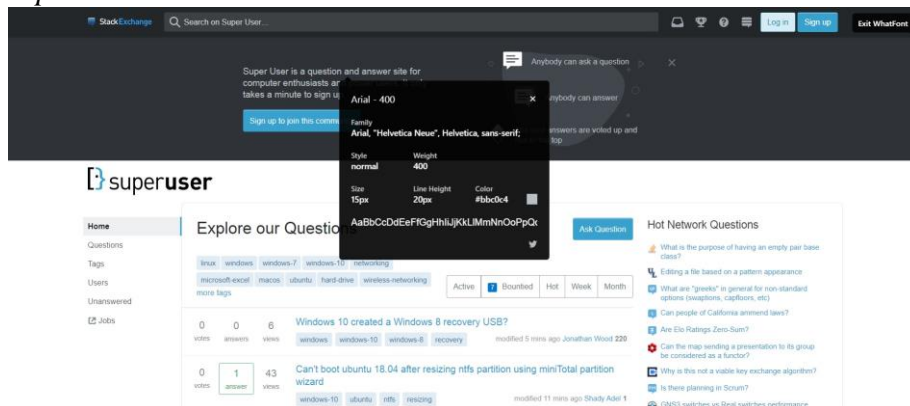 StackExchange
Search on Super User...
Log in
Sign up
Exit WhatFont
Super User is a question and answer site for
computer enthusiasts
takes a minute to sign up
Sign up to join this
Anybody can ask a question
Anybody can answer
answers are voted up and
top
Arial - 400
Family
Arial, "Helvetica Neue", Helvetica, sans-serif;
Style
Weight
normal
400
Size
Line Height
Color
15px
20px
#bbc0c4
AaBbCcDdEeFfGgHhIiJjKkLlMmNnOoPpQ
superuser
Home
Questions
Tags
Users
Unanswered
Jobs
Explore our
Ask Question
linux windows windows-7 windows-10 networking
microsoft-excel macos ubuntu hard-drive wireless-networking
more tags
Active 7 Bountied Hot Week Month
0 0 6
votes answers views
Windows 10 created a Windows 8 recovery USB?
windows windows-10 windows-8 recovery
modified 5 mins ago Jonathan Wood 220
0 1 43
votes answer views
Can't boot ubuntu 18.04 after resizing ntfs partition using miniTotal partition
wizard
windows-10 ubuntu ntfs resizing
modified 11 mins ago Shady Adel 1
Hot Network Questions
What is the purpose of having an empty pair base
class?
Editing a file based on a pattern appearance
What are "greeks" in general for non-standard
options (swaptions, capfloors, etc)
Can people of California ammend laws?
Are Elo Ratings Zero-Sum?
Can the map sending a presentation to its group
be considered as a functor?
Why is this not a viable key exchange algorithm?
Is there planning in Scrum?
GNS3 switches vs Real switches performance